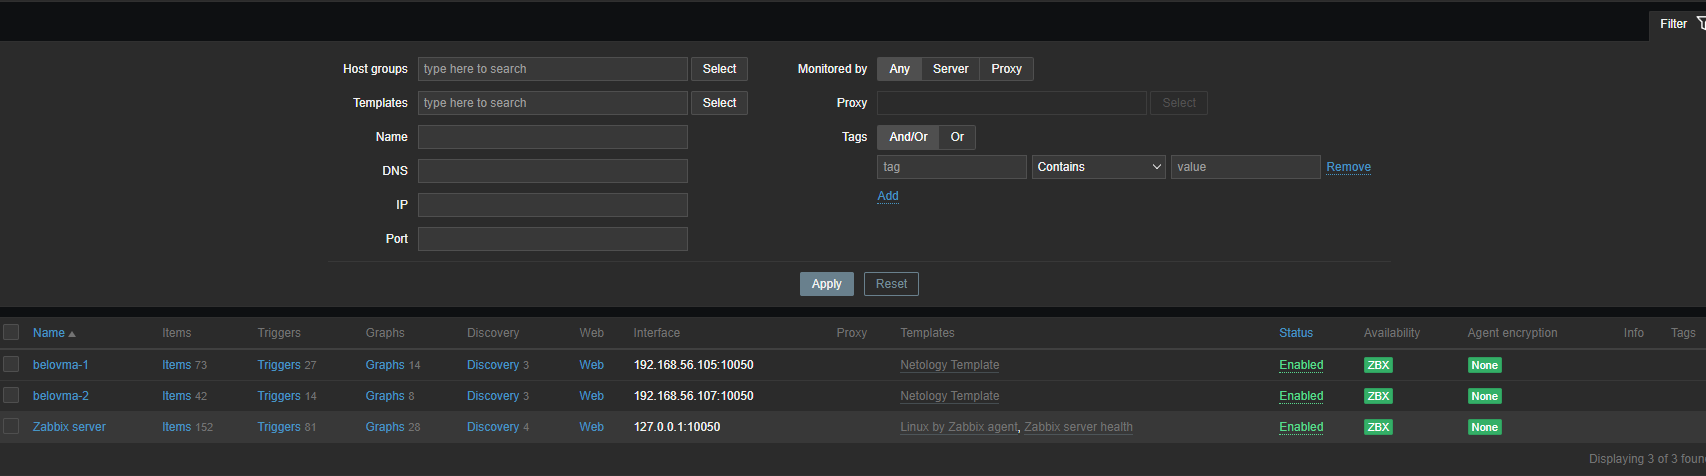 Filter
Host groups type here to search Select Monitored by Any Server Proxy
Templates type here to search Select Proxy Select
Name Tags And/Or Or
DNS tag Contains value Remove
IP Add
Port
Apply Reset
Name Items Triggers Graphs Discovery Web Interface Proxy Templates Status Availability Agent encryption Info Tags
belovma-1 Items 73 Triggers 27 Graphs 14 Discovery 3 Web 192.168.56.105:10050 Netology Template Enabled ZBX None
belovma-2 Items 42 Triggers 14 Graphs 8 Discovery 3 Web 192.168.56.107:10050 Netology Template Enabled ZBX None
Zabbix server Items 152 Triggers 81 Graphs 28 Discovery 4 Web 127.0.0.1:10050 Linux by Zabbix agent, Zabbix server health Enabled ZBX None
Displaying 3 of 3 foun